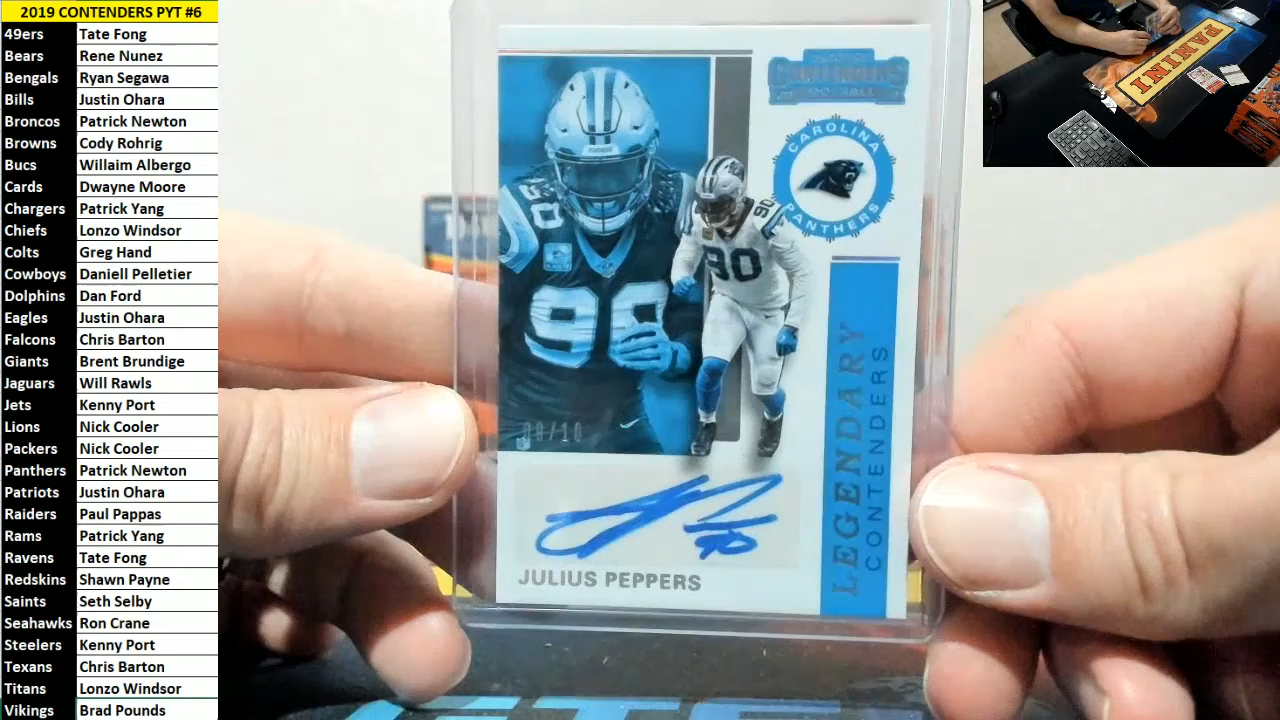 2019 CONTENDERS PYT #6
49ers Tate Fong
Bears Rene Nunez
Bengals Ryan Segawa
Bills Justin Ohara
Broncos Patrick Newton
Browns Cody Rohrig
Bucs Willaim Albergo
Cards Dwayne Moore
Chargers Patrick Yang
Chiefs Lonzo Windsor
Colts Greg Hand
Cowboys Daniell Pelletier
Dolphins Dan Ford
Eagles Justin Ohara
Falcons Chris Barton
Giants Brent Brundige
Jaguars Will Rawls
Jets Kenny Port
Lions Nick Cooler
Packers Nick Cooler
Panthers Patrick Newton
Patriots Justin Ohara
Raiders Paul Pappas
Rams Patrick Yang
Ravens Tate Fong
Redskins Shawn Payne
Saints Seth Selby
Seahawks Ron Crane
Steelers Kenny Port
Texans Chris Barton
Titans Lonzo Windsor
Vikings Brad Pounds
CONTENDERS
CAROLINA
PANTHERS
90
90
90
90
LEGENDARY
CONTENDERS
JULIUS PEPPERS
PANINI